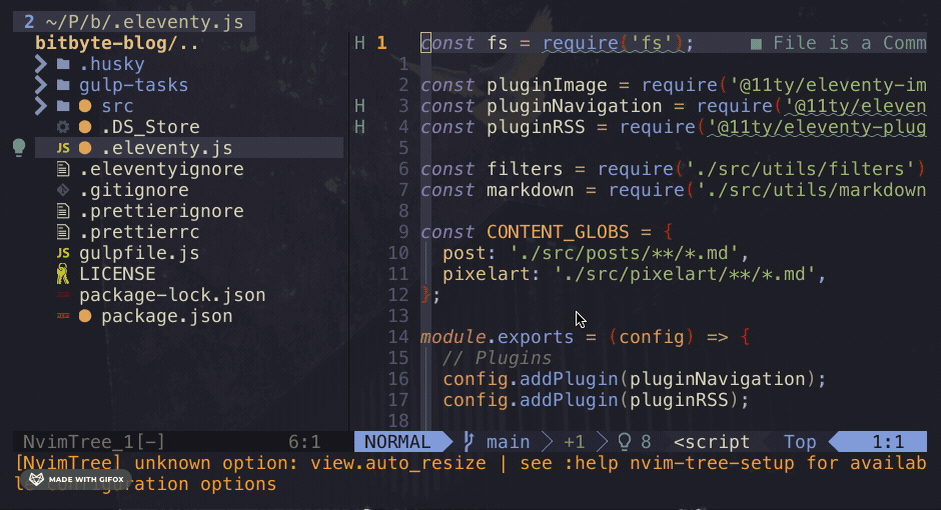 2 ~/P/b/.eleventy.js
bitbyte-blog/..
.husky
gulp-tasks
src
.DS_Store
JS .eleventy.js
.eleventyignore
.gitignore
.prettierignore
.prettierrc
JS gulpfile.js
LICENSE
package-lock.json
package.json
NvimTree_1[-] 6:1
H 1 const fs = require('fs'); ■ File is a Comm
1
2 const pluginImage = require('@11ty/eleventy-im
H 3 const pluginNavigation = require('@11ty/eleven
H 4 const pluginRSS = require('@11ty/eleventy-plug
5
6 const filters = require('./src/utils/filters')
7 const markdown = require('./src/utils/markdown
8
9 const CONTENT_GLOBS = {
10 post: './src/posts/**/*.md',
11 pixelart: './src/pixelart/**/*.md',
12 };
13
14 module.exports = (config) => {
15 // Plugins
16 config.addPlugin(pluginNavigation);
17 config.addPlugin(pluginRSS);
18
NORMAL main +1 8 <script Top 1:1
[NvimTree] unknown option: view.auto_resize | see :help nvim-tree-setup for availab
configuration options
MADE WITH GIFOX